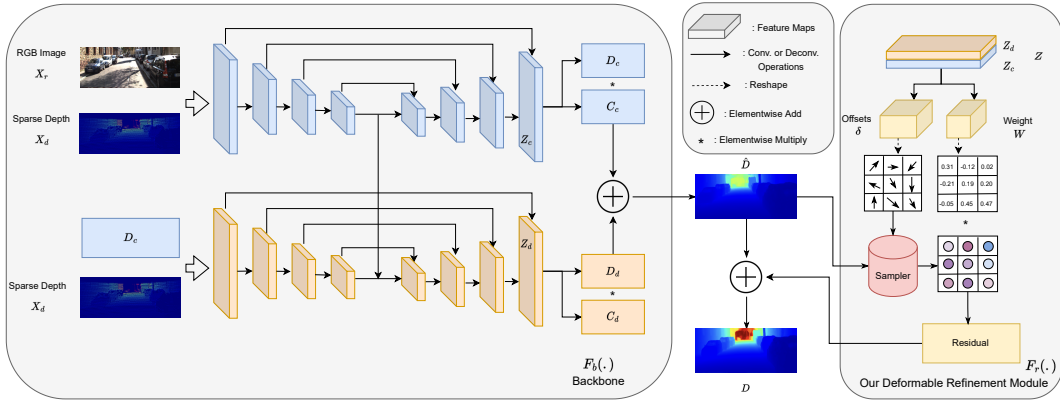 RGB Image
X_r
Sparse Depth
X_d
D_c
Sparse Depth
X_d
Z_c
Z_d
D_c
*
C_c
D_d
*
C_d
F_b(.)
Backbone
: Feature Maps
: Conv. or Deconv.
Operations
: Reshape
: Elementwise Add
* : Elementwise Multiply
D̂
D
Z_d
Z_c
Z
Offsets
δ
Weight
W
0.31 -0.12 0.02
-0.21 0.19 0.20
-0.05 0.45 0.47
*
Sampler
Residual
F_r(.)
Our Deformable Refinement Module